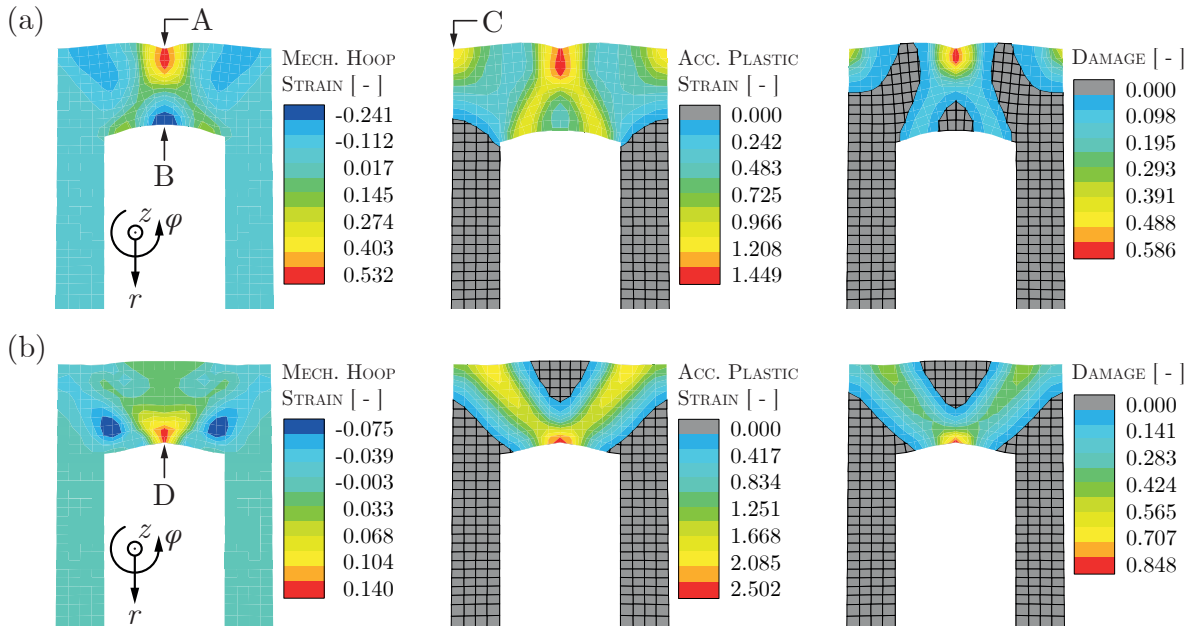 (a)
A
B
z
φ
r
Mech. Hoop
Strain [ - ]
-0.241
-0.112
0.017
0.145
0.274
0.403
0.532
C
Acc. Plastic
Strain [ - ]
0.000
0.242
0.483
0.725
0.966
1.208
1.449
Damage [ - ]
0.000
0.098
0.195
0.293
0.391
0.488
0.586
(b)
D
z
φ
r
Mech. Hoop
Strain [ - ]
-0.075
-0.039
-0.003
0.033
0.068
0.104
0.140
Acc. Plastic
Strain [ - ]
0.000
0.417
0.834
1.251
1.668
2.085
2.502
Damage [ - ]
0.000
0.141
0.283
0.424
0.565
0.707
0.848